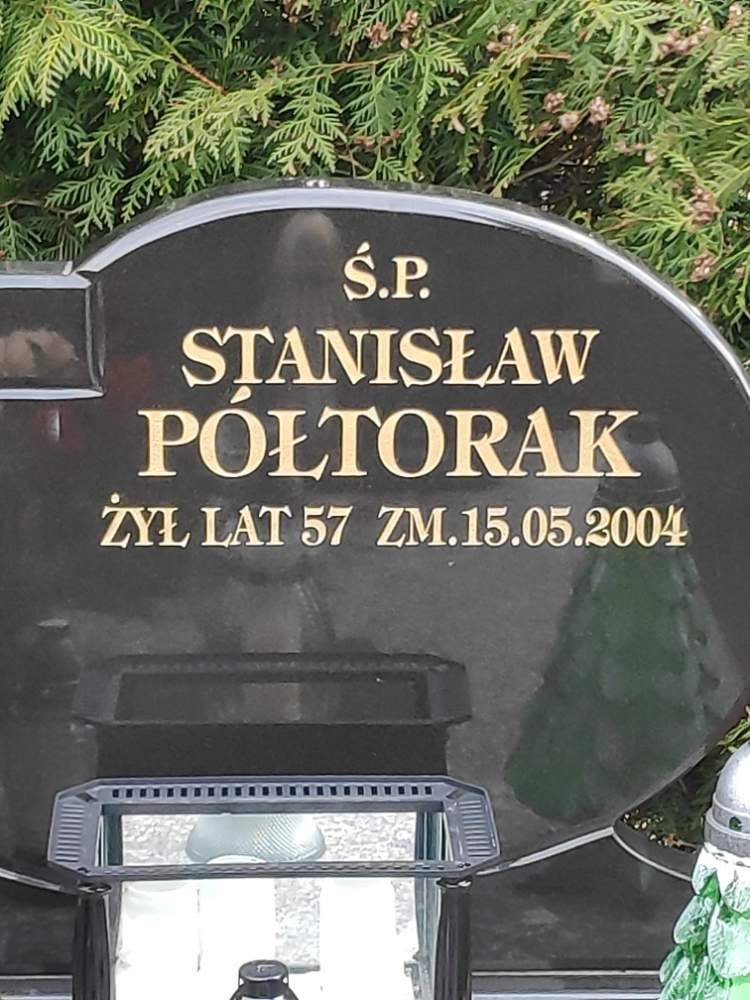 Ś.P.
STANISŁAW
PÓŁTORAK
ŻYŁ LAT 57 ZM.15.05.2004